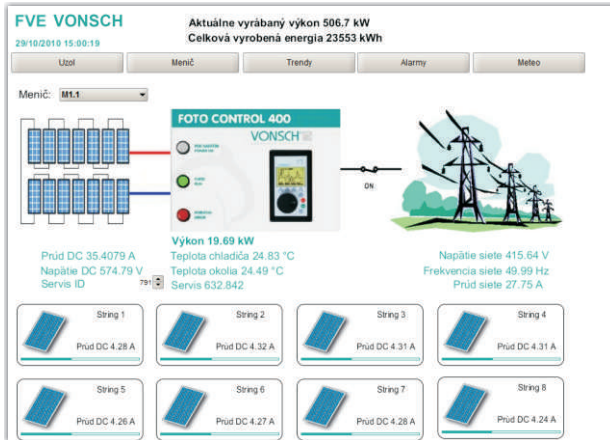 FVE VONSCH
Aktuálne vyrábaný výkon 506.7 kW
Celková vyrobená energia 23553 kWh
29/10/2010 15:00:19
Uzol Menič Trendy Alarmy Meteo
Menič: M1.1
FOTO CONTROL 400
VONSCH
ON
Výkon 19.69 kW
Prúd DC 35.4079 A Teplota chladiča 24.83 °C Napätie siete 415.64 V
Napätie DC 574.79 V Teplota okolia 24.49 °C Frekvencia siete 49.99 Hz
Servis ID 791 Servis 632.842 Prúd siete 27.75 A
String 1 String 2 String 3 String 4
Prúd DC 4.28 A Prúd DC 4.32 A Prúd DC 4.31 A Prúd DC 4.31 A
String 5 String 6 String 7 String 8
Prúd DC 4.26 A Prúd DC 4.27 A Prúd DC 4.28 A Prúd DC 4.24 A